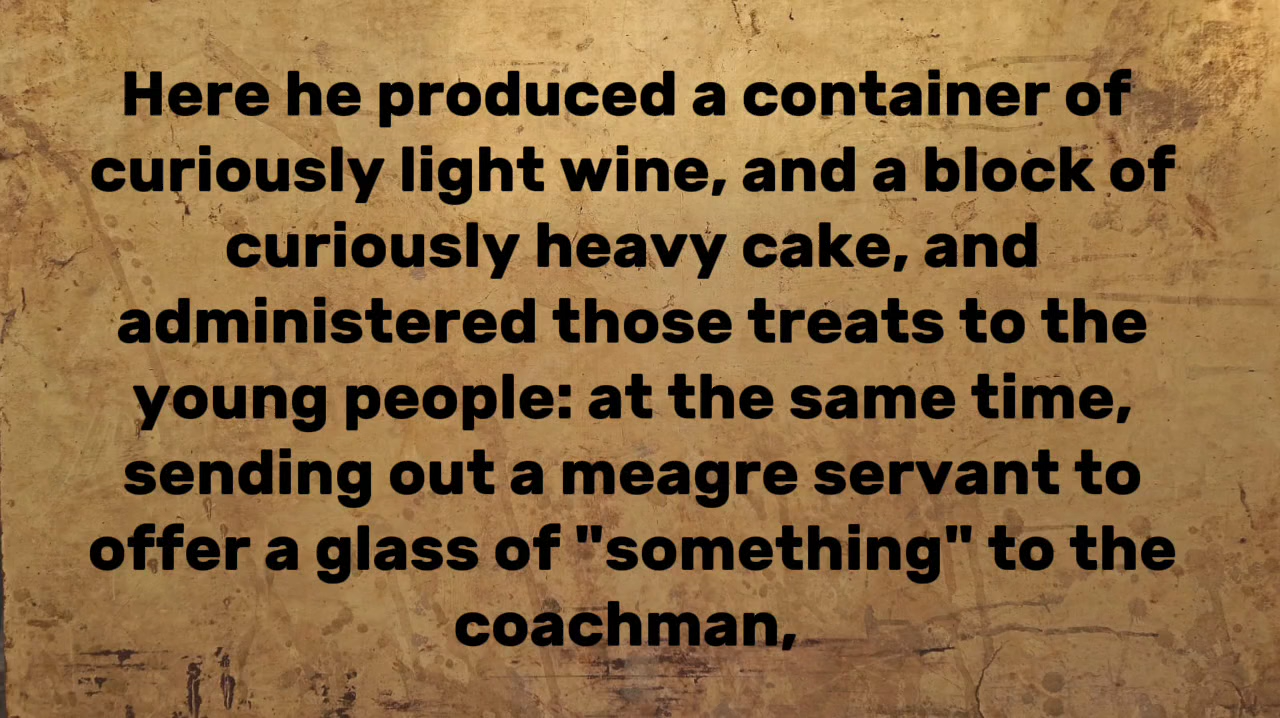 Here he produced a container of
curiously light wine, and a block of
curiously heavy cake, and
administered those treats to the
young people: at the same time,
sending out a meagre servant to
offer a glass of "something" to the
coachman,